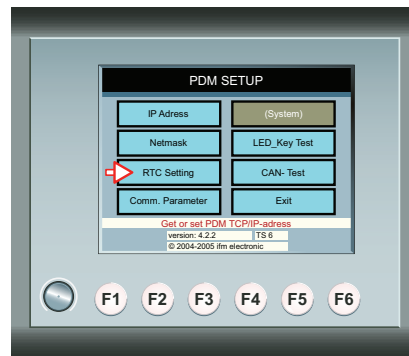 PDM SETUP
IP Adress (System)
Netmask LED_Key Test
RTC Setting CAN- Test
Comm. Parameter Exit
Get or set PDM TCP/IP-adress
version: 4.2.2 TS 6
© 2004-2005 ifm electronic
F1 F2 F3 F4 F5 F6